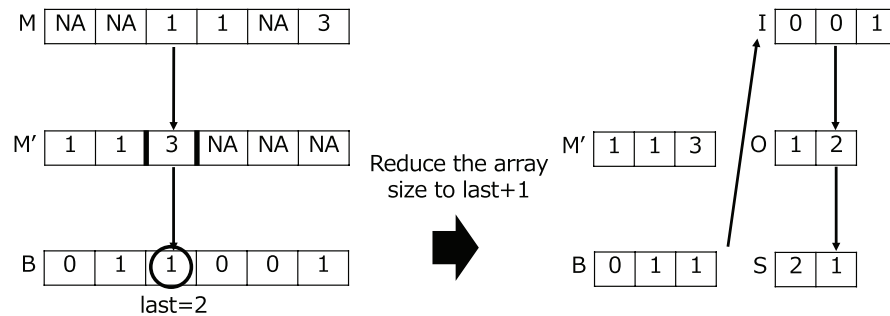 M NA NA 1 1 NA 3
I 0 0 1
M′ 1 1 3 NA NA NA
M′ 1 1 3
O 1 2
Reduce the array
size to last+1
B 0 1 1 0 0 1
B 0 1 1
S 2 1
last=2